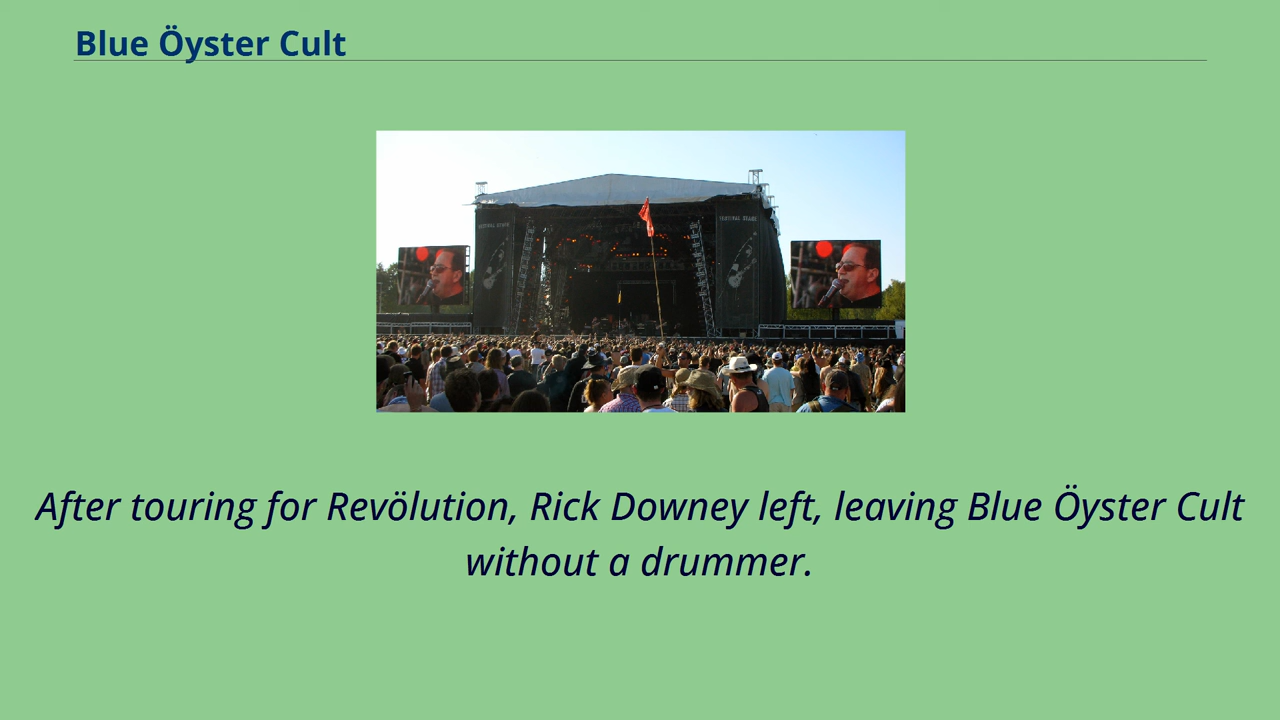 Blue Öyster Cult
After touring for Revölution, Rick Downey left, leaving Blue Öyster Cult
without a drummer.